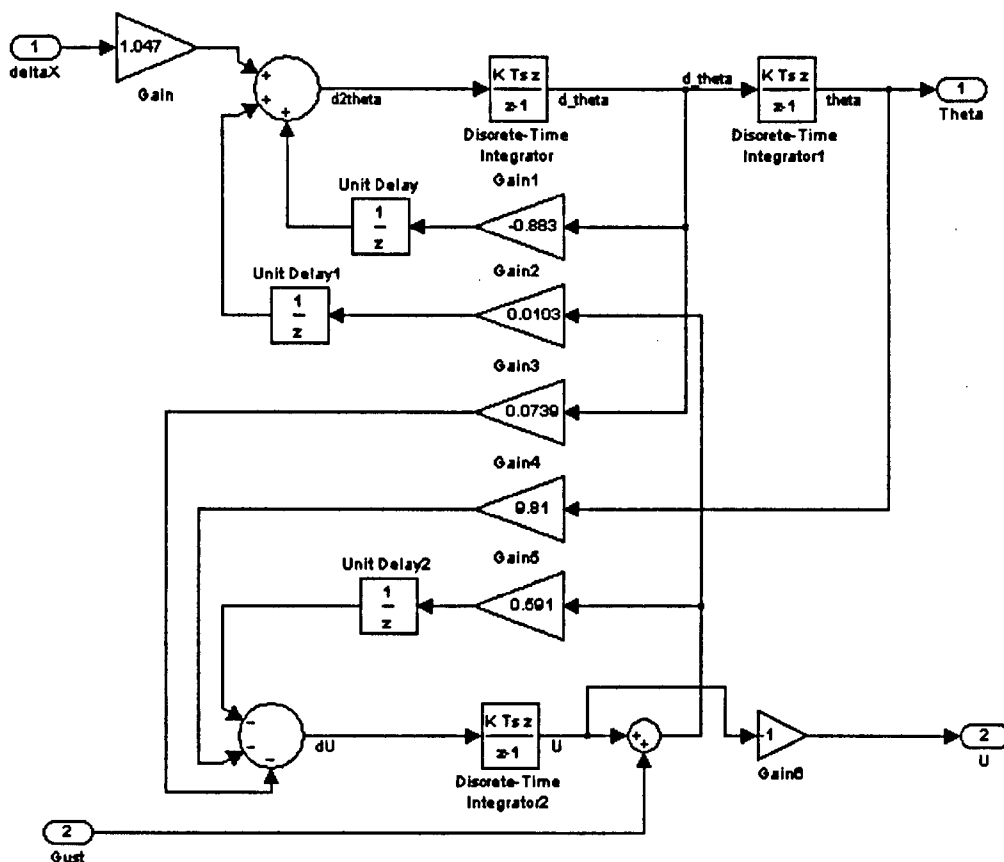 1
deltaX
1.047
Gain
+
+
+
d2theta
K Ts z
z-1
Discrete-Time
Integrator
d_theta
d_theta
K Ts z
z-1
Discrete-Time
Integrator1
theta
1
Theta
Unit Delay
1
z
Gain1
-0.883
Unit Delay1
1
z
Gain2
0.0103
Gain3
0.0739
Gain4
9.81
Unit Delay2
1
z
Gain5
0.591
-
-
-
dU
K Ts z
z-1
Discrete-Time
Integrator2
U
+
+
-1
Gain6
2
U
2
Gust